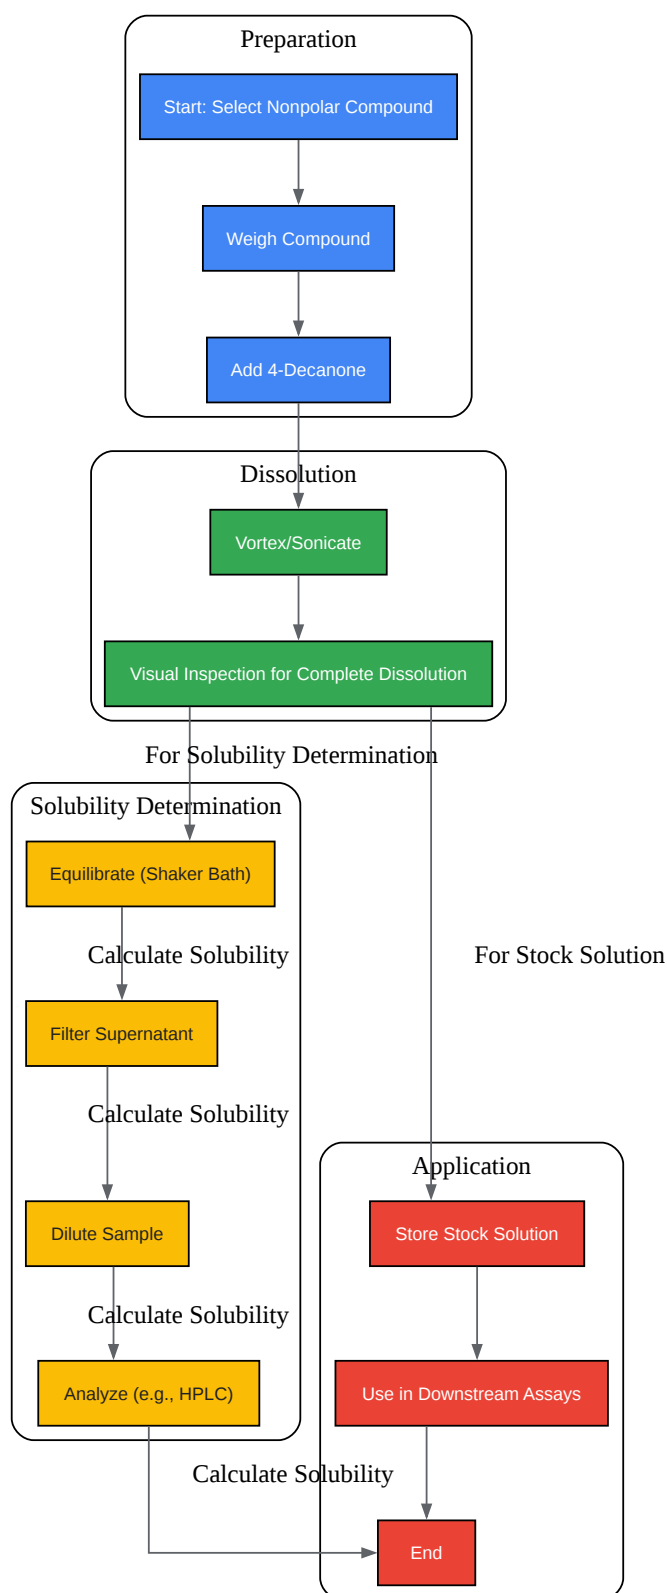 Preparation
Start: Select Nonpolar Compound
Weigh Compound
Add 4-Decanone
Dissolution
Vortex/Sonicate
Visual Inspection for Complete Dissolution
For Solubility Determination
Solubility Determination
Equilibrate (Shaker Bath)
Calculate Solubility
For Stock Solution
Filter Supernatant
Calculate Solubility
Application
Dilute Sample
Store Stock Solution
Calculate Solubility
Analyze (e.g., HPLC)
Use in Downstream Assays
Calculate Solubility
End